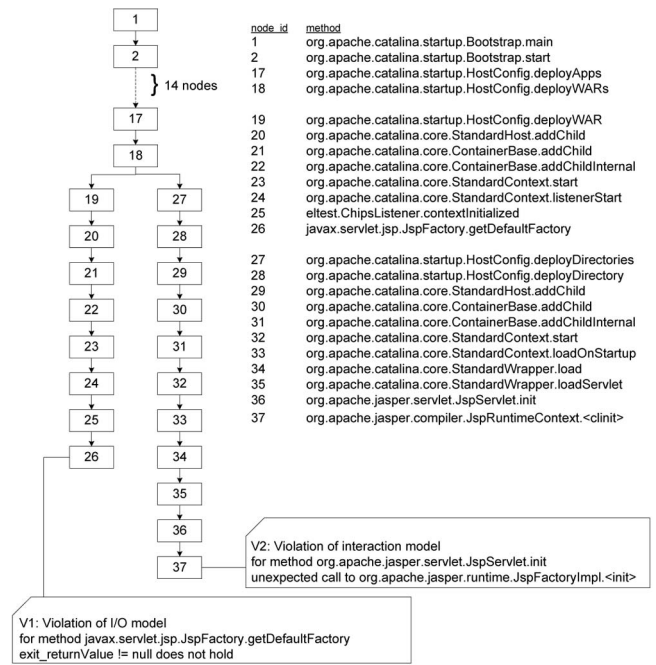 1
2
} 14 nodes
17
18
19 27
20 28
21 29
22 30
23 31
24 32
25 33
26 34
35
36
37
node_id method
1 org.apache.catalina.startup.Bootstrap.main
2 org.apache.catalina.startup.Bootstrap.start
17 org.apache.catalina.startup.HostConfig.deployApps
18 org.apache.catalina.startup.HostConfig.deployWARs
19 org.apache.catalina.startup.HostConfig.deployWAR
20 org.apache.catalina.core.StandardHost.addChild
21 org.apache.catalina.core.ContainerBase.addChild
22 org.apache.catalina.core.ContainerBase.addChildInternal
23 org.apache.catalina.core.StandardContext.start
24 org.apache.catalina.core.StandardContext.listenerStart
25 eltest.ChipsListener.contextInitialized
26 javax.servlet.jsp.JspFactory.getDefaultFactory
27 org.apache.catalina.startup.HostConfig.deployDirectories
28 org.apache.catalina.startup.HostConfig.deployDirectory
29 org.apache.catalina.core.StandardHost.addChild
30 org.apache.catalina.core.ContainerBase.addChild
31 org.apache.catalina.core.ContainerBase.addChildInternal
32 org.apache.catalina.core.StandardContext.start
33 org.apache.catalina.core.StandardContext.loadOnStartup
34 org.apache.catalina.core.StandardWrapper.load
35 org.apache.catalina.core.StandardWrapper.loadServlet
36 org.apache.jasper.servlet.JspServlet.init
37 org.apache.jasper.compiler.JspRuntimeContext.<clinit>
V2: Violation of interaction model
for method org.apache.jasper.servlet.JspServlet.init
unexpected call to org.apache.jasper.runtime.JspFactoryImpl.<init>
V1: Violation of I/O model
for method javax.servlet.jsp.JspFactory.getDefaultFactory
exit_returnValue != null does not hold